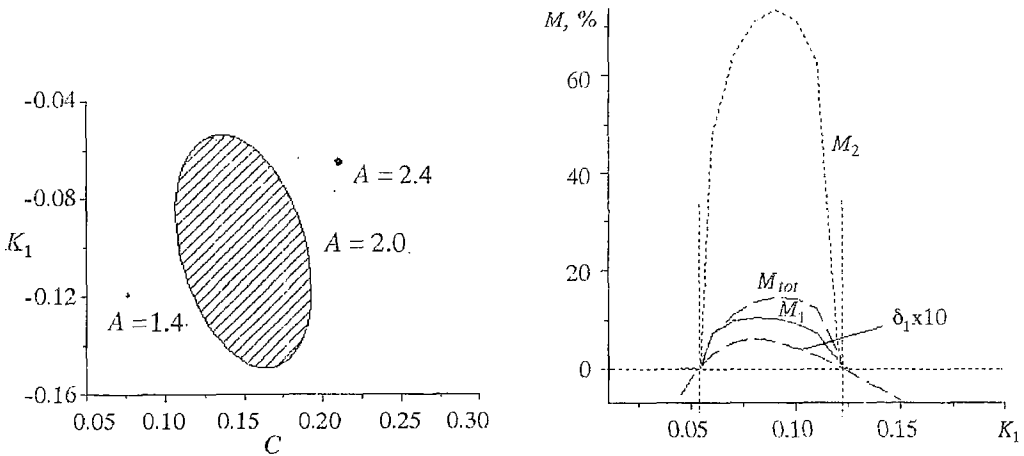 -0.04
-0.08
K₁
-0.12
-0.16
0.05
0.10
0.15
0.20
0.25
0.30
C
A = 2.4
A = 2.0
A = 1.4
M, %
60
40
20
0
M₂
M_tot
M₁
δ₁x10
0.05
0.10
0.15
K₁